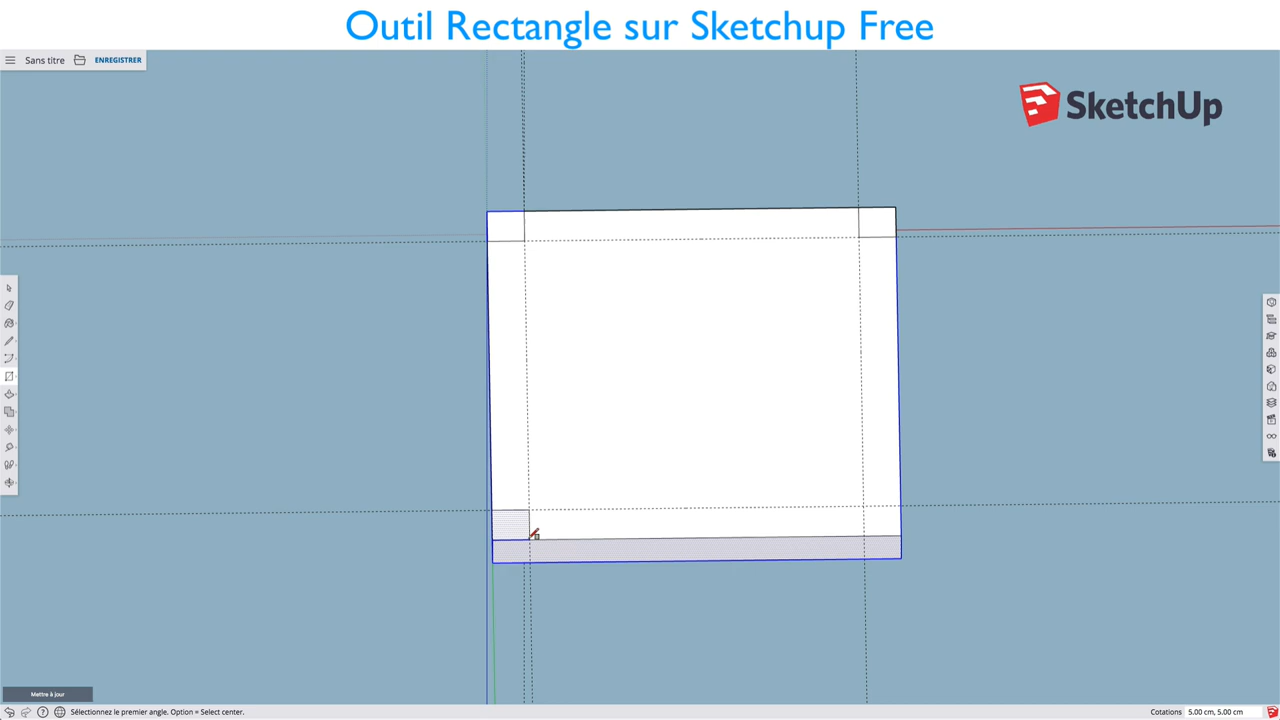 Outil Rectangle sur Sketchup Free
Sans titre
ENREGISTRER
SketchUp
Mettre à jour
Sélectionnez le premier angle. Option = Select center.
Cotations 5.00 cm, 5.00 cm